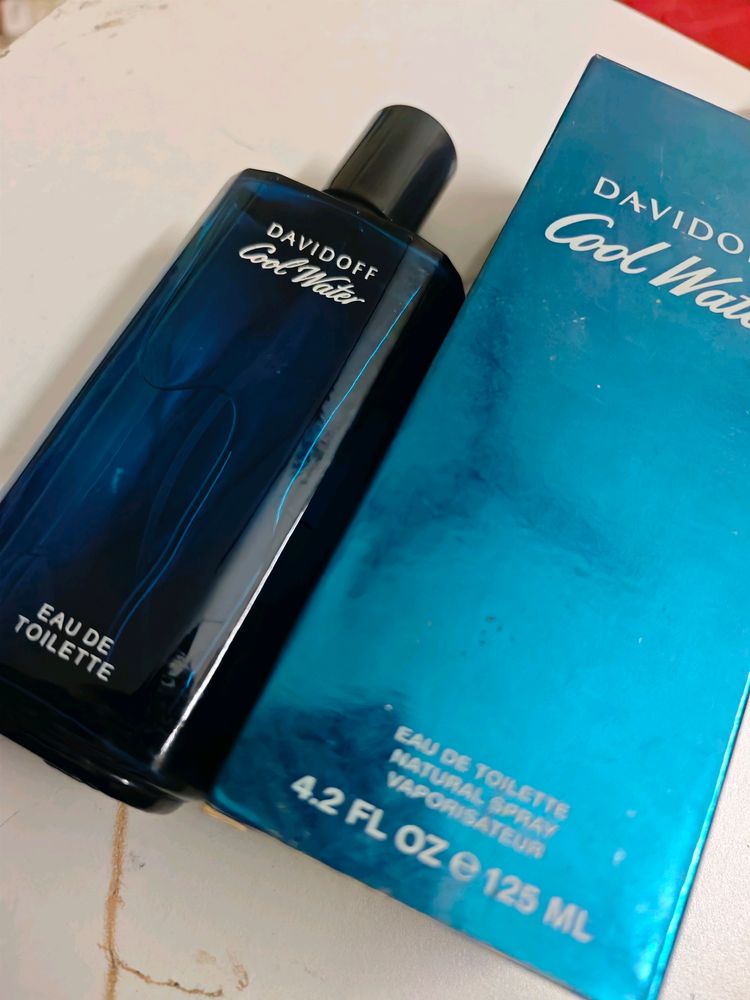 DAVIDOFF
Cool Water
EAU DE
TOILETTE
DAVIDO
Cool Wate
EAU DE TOILETTE
NATURAL SPRAY
VAPORISATEUR
4.2 FL OZ ℮ 125 ML